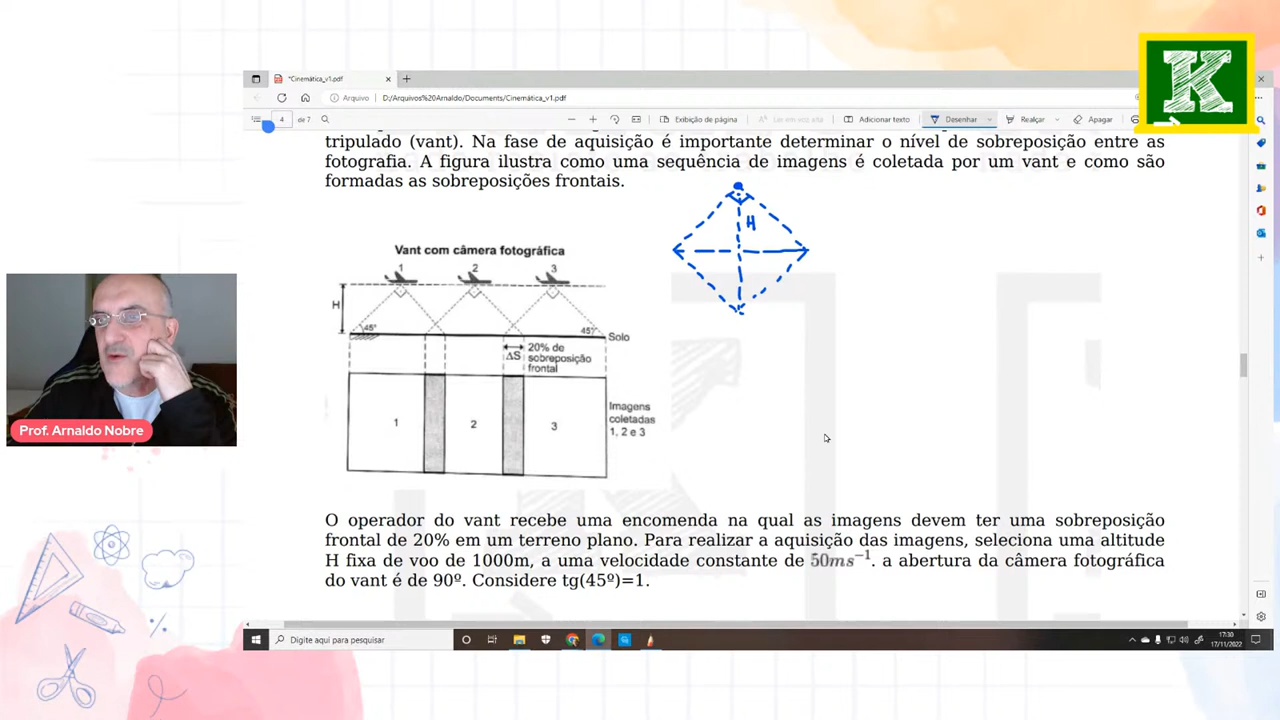 K
*Cinemática_v1.pdf
Arquivo
D:/Arquivos%20Arnaldo/Documents/Cinemática_v1.pdf
4
de 7
Exibição de página
Ler em voz alta
Adicionar texto
Desenhar
Realçar
Apagar
tripulado (vant). Na fase de aquisição é importante determinar o nível de sobreposição entre as
fotografia. A figura ilustra como uma sequência de imagens é coletada por um vant e como são
formadas as sobreposições frontais.
H
Vant com câmera fotográfica
1 2 3
H
45° 45°
Solo
ΔS
20% de
sobreposição
frontal
1 2 3
Imagens
coletadas
1, 2 e 3
Prof. Arnaldo Nobre
O operador do vant recebe uma encomenda na qual as imagens devem ter uma sobreposição
frontal de 20% em um terreno plano. Para realizar a aquisição das imagens, seleciona uma altitude
H fixa de voo de 1000m, a uma velocidade constante de 50ms⁻¹. a abertura da câmera fotográfica
do vant é de 90º. Considere tg(45º)=1.
Digite aqui para pesquisar
17:30
17/11/2022
%